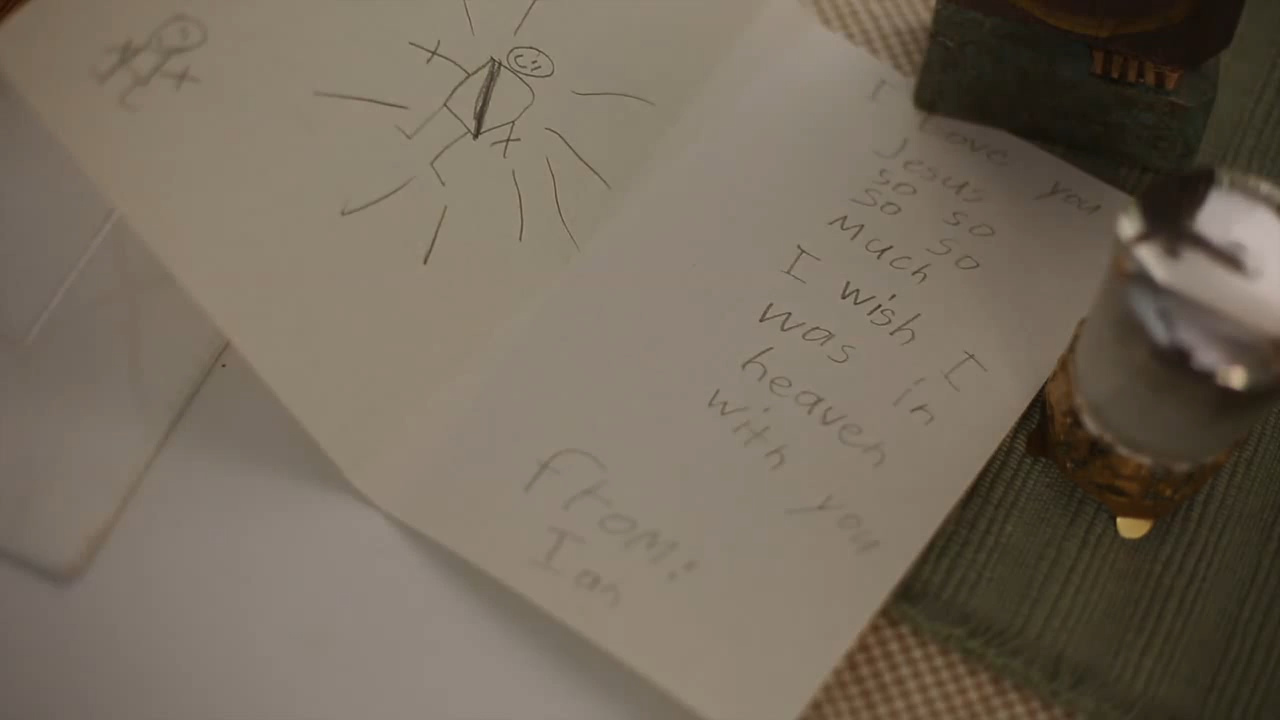 I love you
Jesus
so so
so so
much
I wish I
was in
heaven
with you
from:
Ian